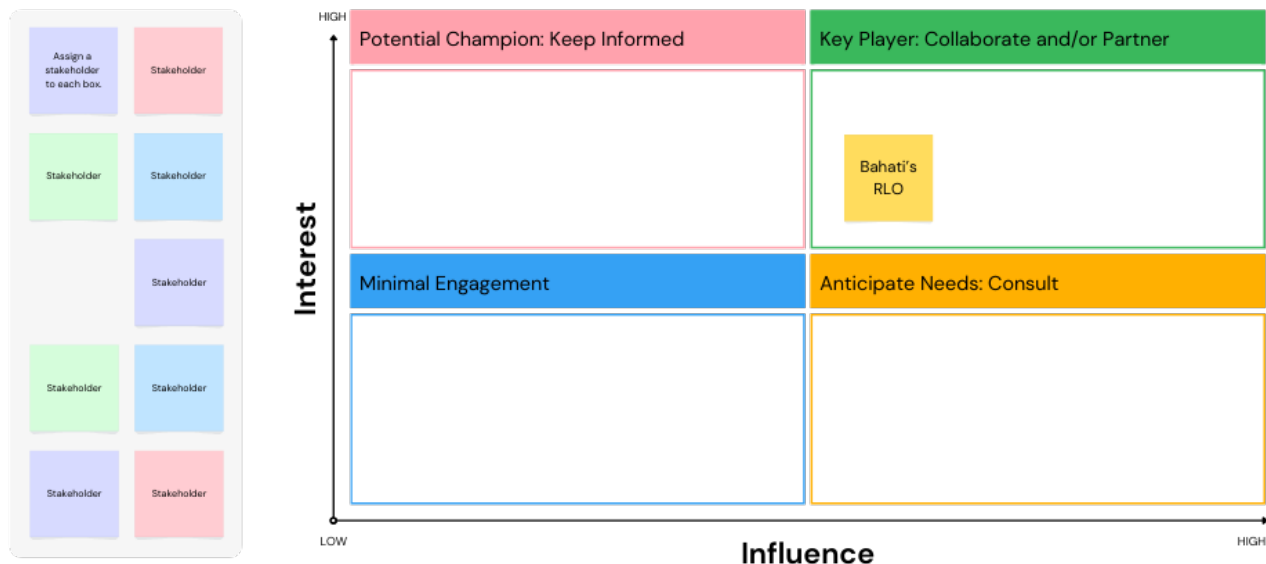 Assign a
stakeholder
to each box.
Stakeholder
Stakeholder
Stakeholder
Stakeholder
Stakeholder
Stakeholder
Stakeholder
Stakeholder
HIGH
Potential Champion: Keep Informed
Key Player: Collaborate and/or Partner
Bahati's
RLO
Interest
Minimal Engagement
Anticipate Needs: Consult
LOW
HIGH
Influence